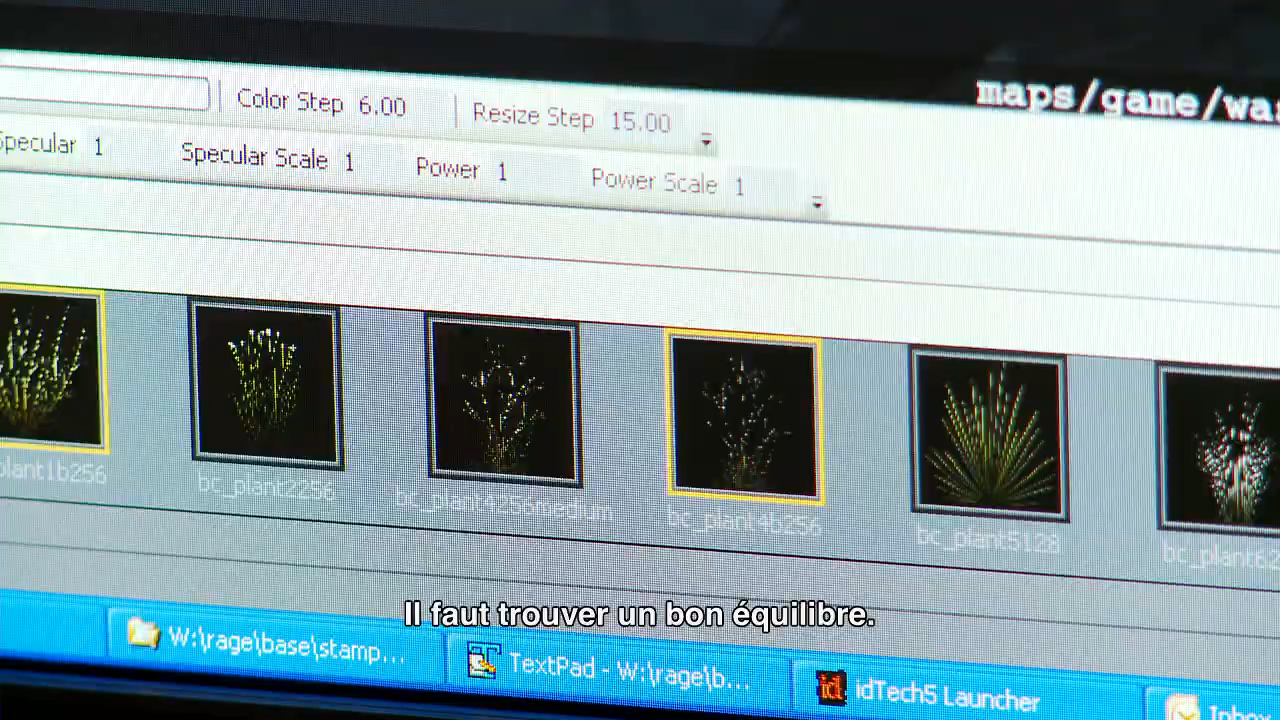 maps/game/wa
Color Step 6.00 Resize Step 15.00
Specular 1 Specular Scale 1 Power 1 Power Scale 1
plant1b256 bc_plant2256 bc_plant4256medium bc_plant4b256 bc_plant5128 bc_plant62
Il faut trouver un bon équilibre.
W:\rage\base\stamp... TextPad - W:\rage\b... idTech5 Launcher Inbox